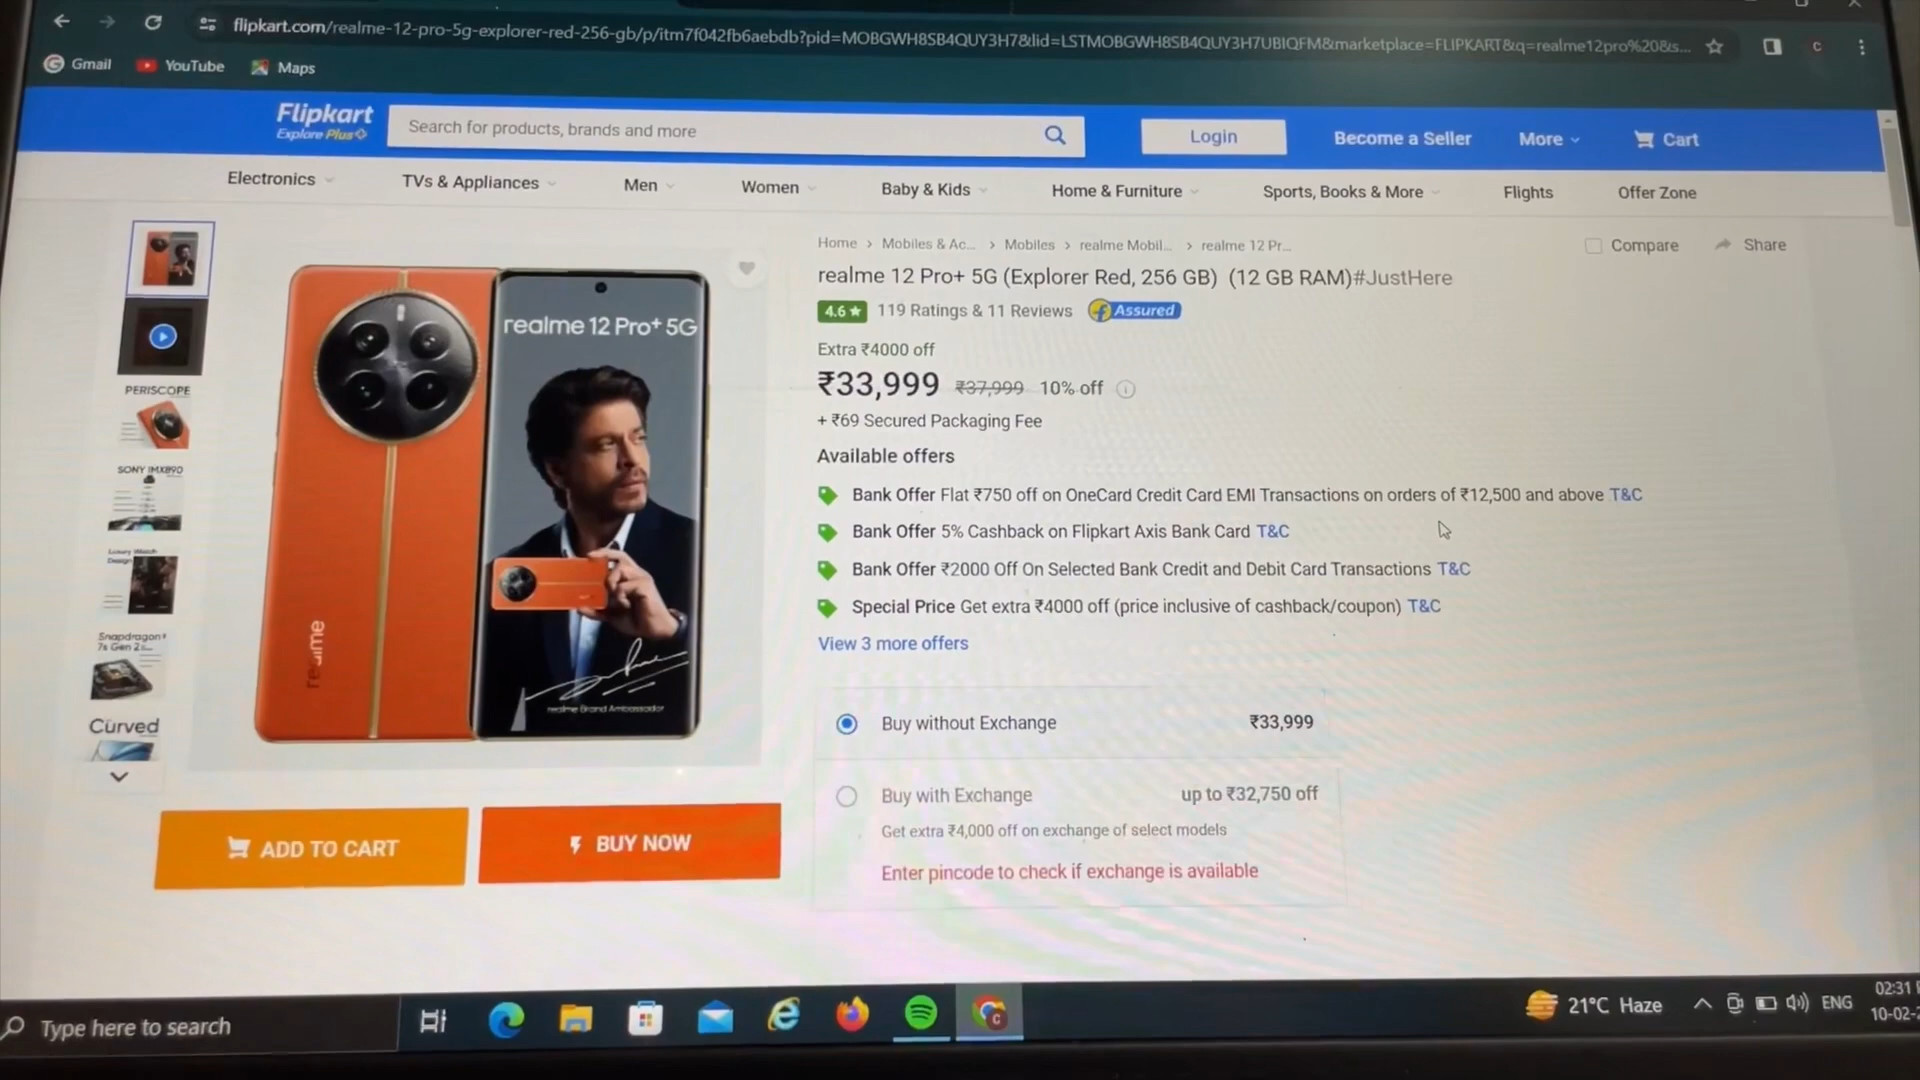 flipkart.com/realme-12-pro-5g-explorer-red-256-gb/p/itm7f042fb6aebdb?pid=MOBGWH8SB4QUY3H7&lid=LSTMOBGWH8SB4QUY3H7UBIQFM&marketplace=FLIPKART&q=realme12pro%20&s...
C
Gmail
YouTube
Maps
Flipkart
Explore Plus
Search for products, brands and more
Login
Become a Seller
More
Cart
Electronics
TVs & Appliances
Men
Women
Baby & Kids
Home & Furniture
Sports, Books & More
Flights
Offer Zone
Home > Mobiles & Ac... > Mobiles > realme Mobil... > realme 12 Pr...
Compare
Share
realme 12 Pro+ 5G (Explorer Red, 256 GB) (12 GB RAM)#JustHere
4.6 ★ 119 Ratings & 11 Reviews Assured
Extra ₹4000 off
₹33,999 ₹37,999 10% off
+ ₹69 Secured Packaging Fee
Available offers
Bank Offer Flat ₹750 off on OneCard Credit Card EMI Transactions on orders of ₹12,500 and above T&C
Bank Offer 5% Cashback on Flipkart Axis Bank Card T&C
Bank Offer ₹2000 Off On Selected Bank Credit and Debit Card Transactions T&C
Special Price Get extra ₹4000 off (price inclusive of cashback/coupon) T&C
View 3 more offers
Buy without Exchange ₹33,999
Buy with Exchange up to ₹32,750 off
Get extra ₹4,000 off on exchange of select models
Enter pincode to check if exchange is available
PERISCOPE
SONY IMX890
Luxury Watch
Design
Snapdragon
7s Gen 2
Curved
realme
realme 12 Pro+ 5G
realme Brand Ambassador
ADD TO CART
BUY NOW
Type here to search
C
21°C Haze
ENG
02:31
10-02-